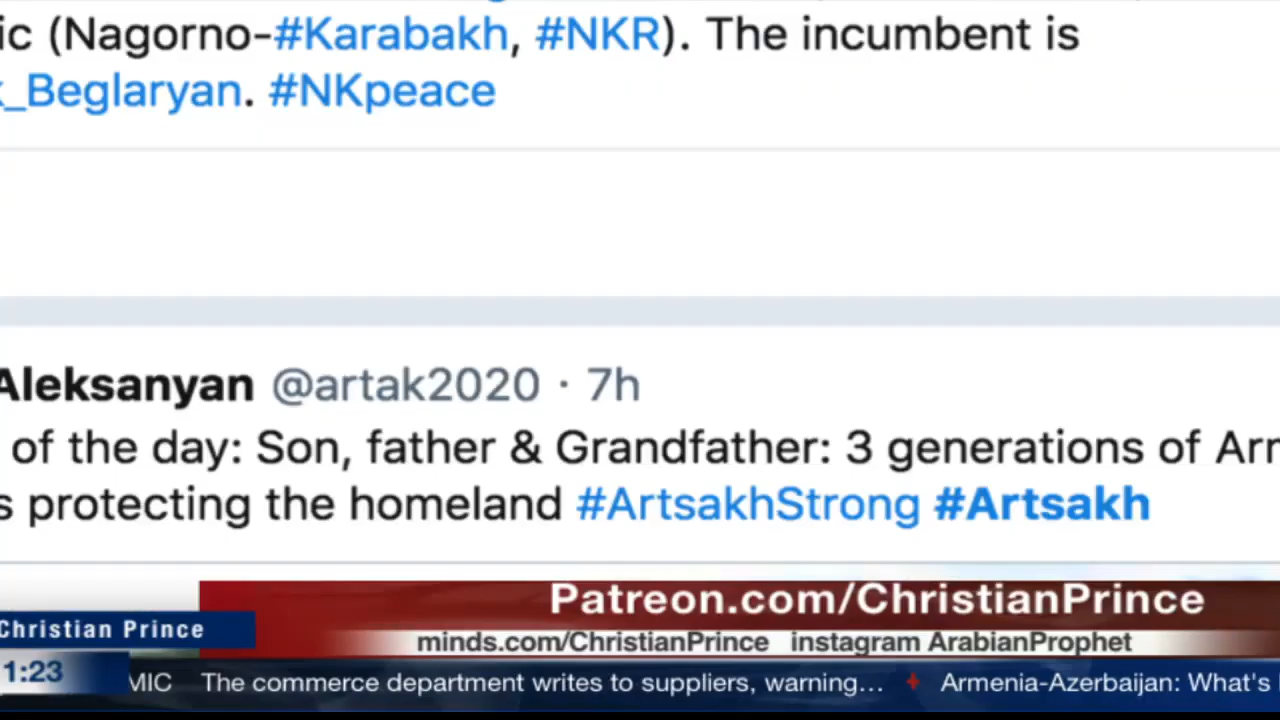 ic (Nagorno-#Karabakh, #NKR). The incumbent is
k_Beglaryan. #NKpeace
Aleksanyan @artak2020 · 7h
of the day: Son, father & Grandfather: 3 generations of Arm
s protecting the homeland #ArtsakhStrong #Artsakh
Patreon.com/ChristianPrince
Christian Prince
minds.com/ChristianPrince instagram ArabianProphet
1:23
MIC The commerce department writes to suppliers, warning... Armenia-Azerbaijan: What's